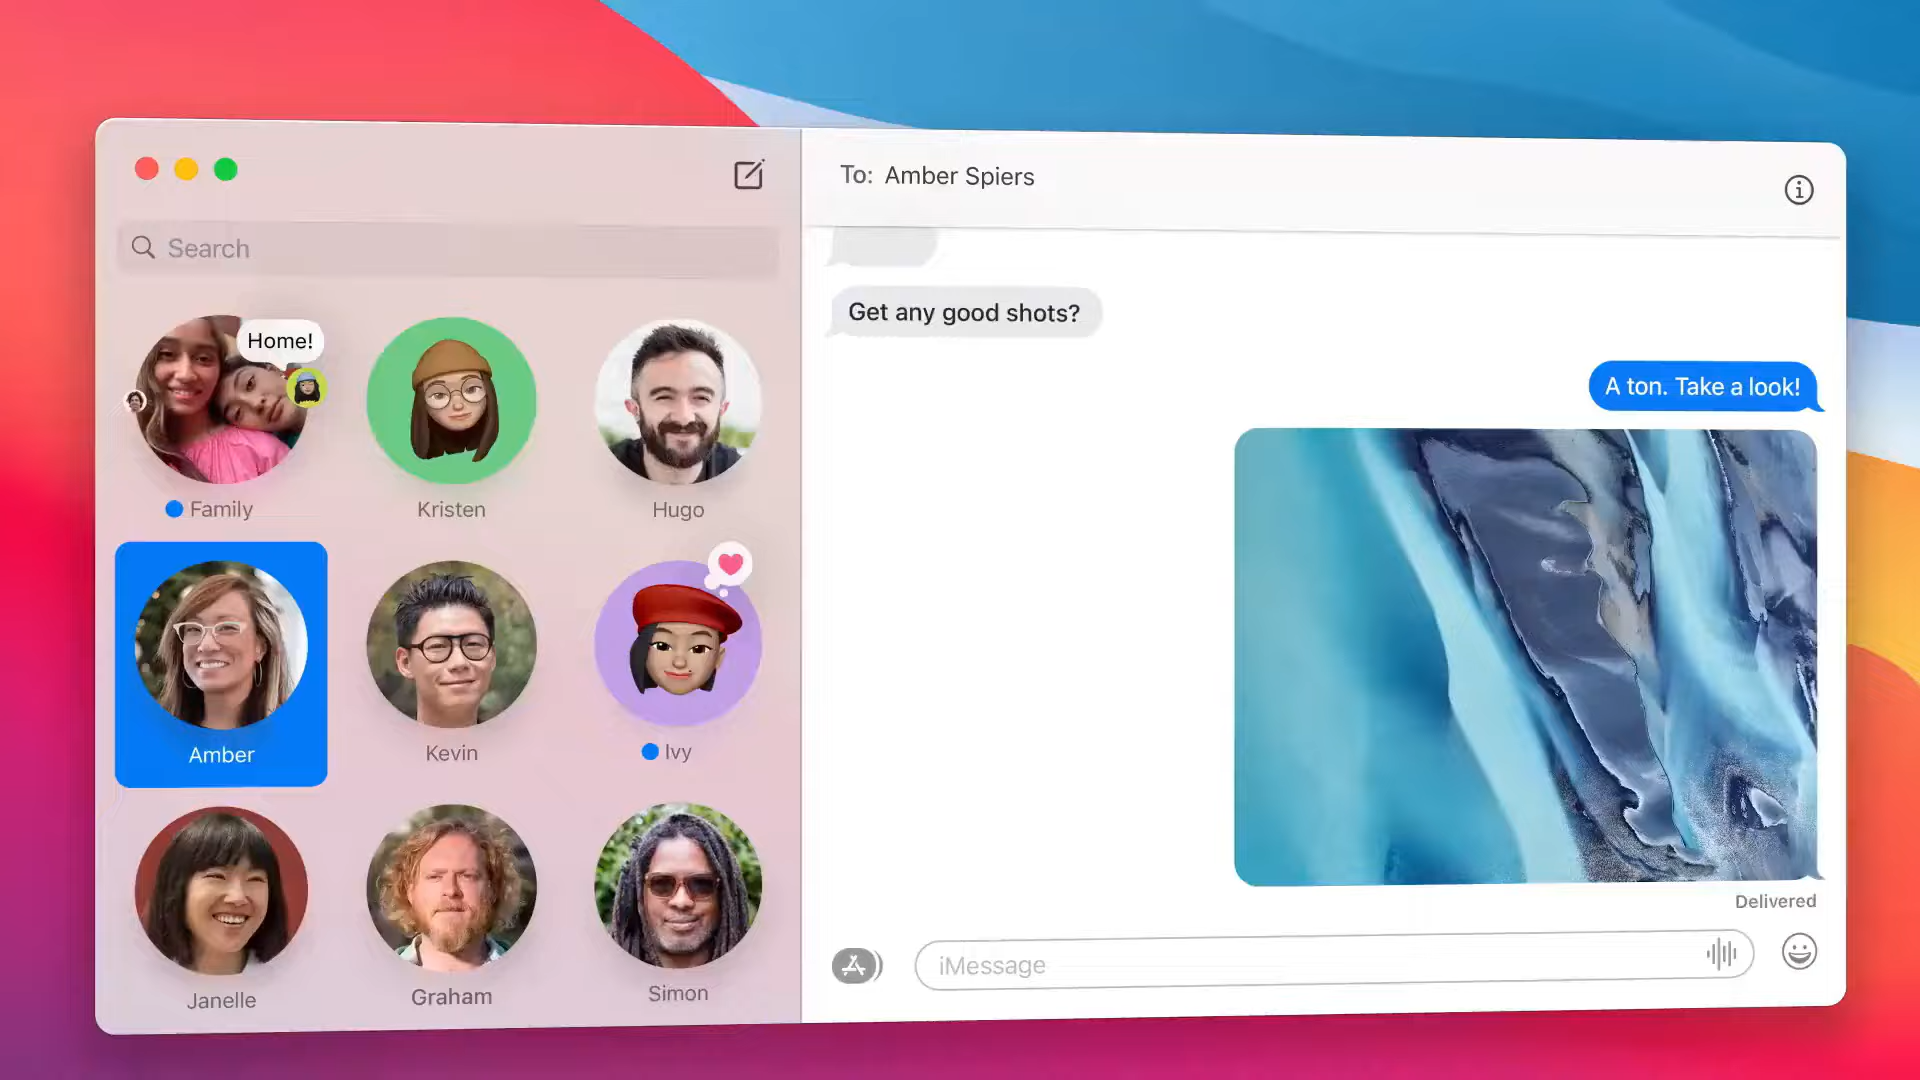 To: Amber Spiers
Search
Get any good shots?
Home!
A ton. Take a look!
Family
Kristen
Hugo
Amber
Kevin
Ivy
Delivered
iMessage
Janelle
Graham
Simon